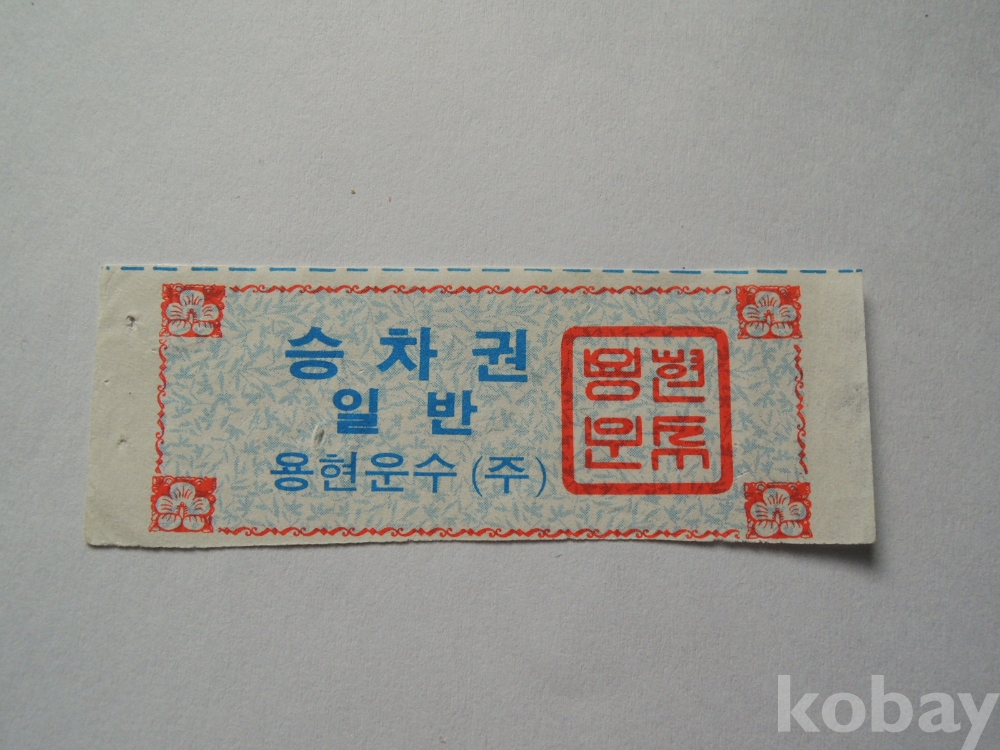 승차권
일반
용현운수(주)
용현
운수
kobay